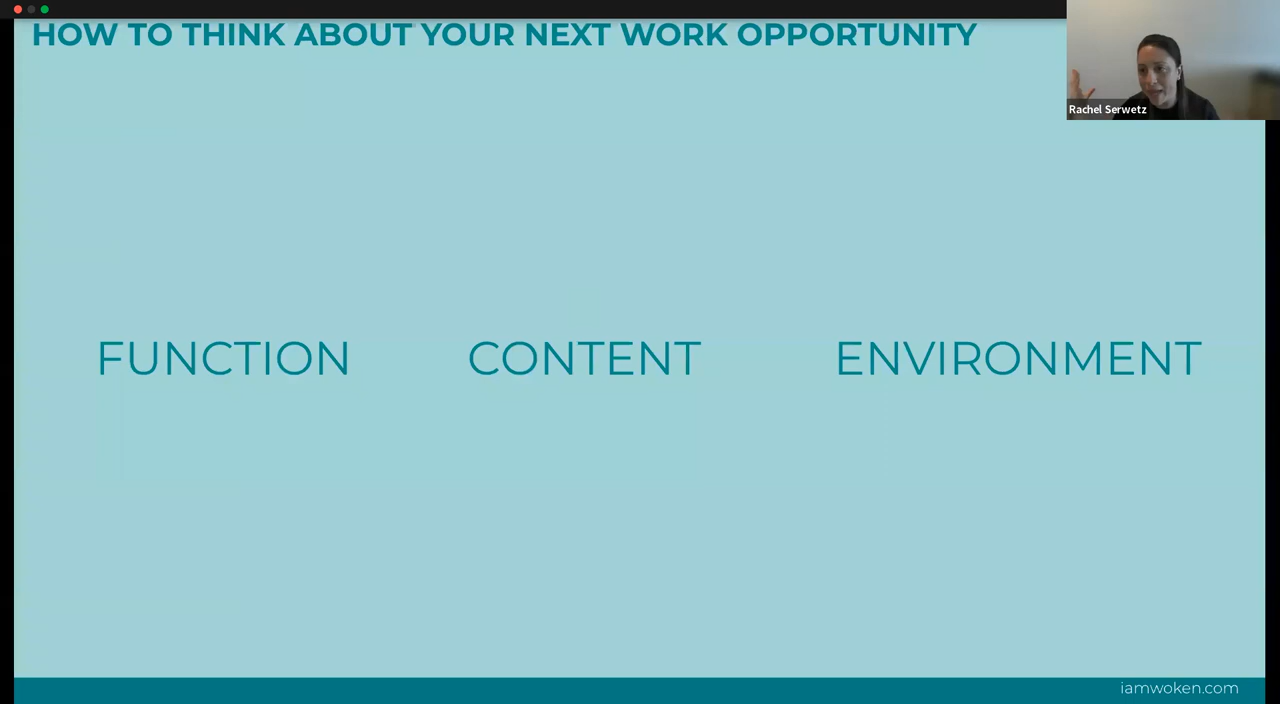 HOW TO THINK ABOUT YOUR NEXT WORK OPPORTUNITY
Rachel Serwetz
FUNCTION CONTENT ENVIRONMENT
iamwoken.com